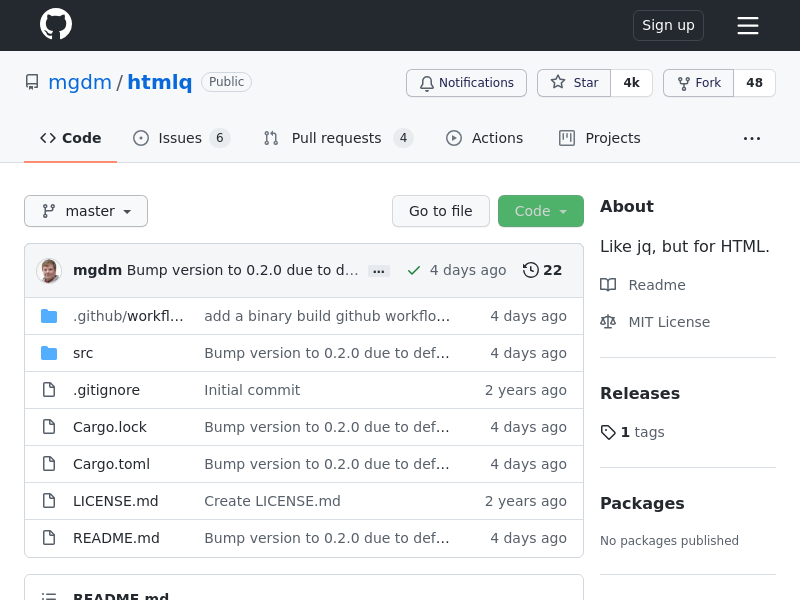 Sign up
mgdm / htmlq Public
Notifications Star 4k Fork 48
Code Issues 6 Pull requests 4 Actions Projects ...
master Go to file Code
mgdm Bump version to 0.2.0 due to d... ... 4 days ago 22
.github/workfl... add a binary build github workflo... 4 days ago
src Bump version to 0.2.0 due to def... 4 days ago
.gitignore Initial commit 2 years ago
Cargo.lock Bump version to 0.2.0 due to def... 4 days ago
Cargo.toml Bump version to 0.2.0 due to def... 4 days ago
LICENSE.md Create LICENSE.md 2 years ago
README.md Bump version to 0.2.0 due to def... 4 days ago
README.md
About
Like jq, but for HTML.
Readme
MIT License
Releases
1 tags
Packages
No packages published